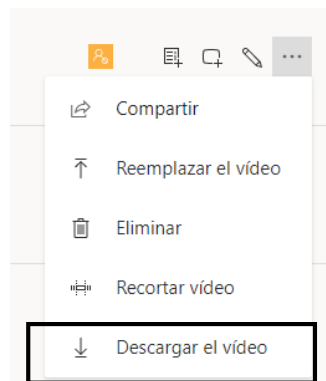 Compartir
Reemplazar el vídeo
Eliminar
Recortar vídeo
Descargar el vídeo